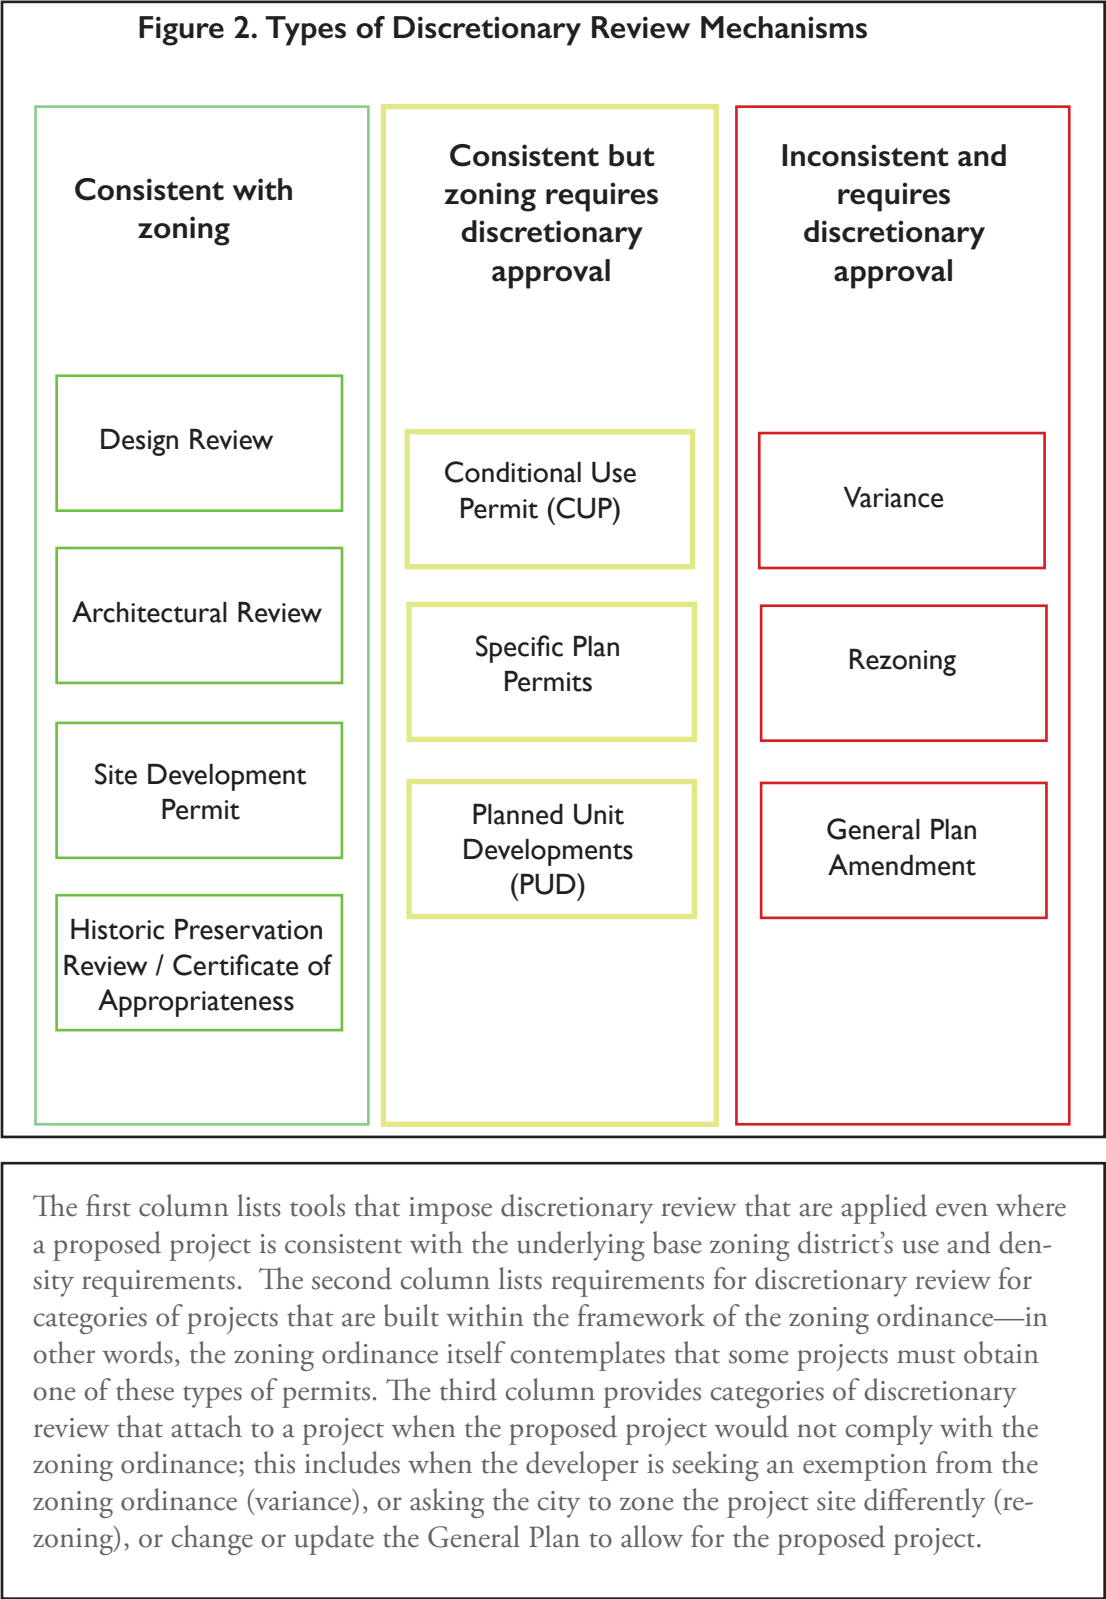 Figure 2. Types of Discretionary Review Mechanisms
Consistent with
zoning
Design Review
Architectural Review
Site Development
Permit
Historic Preservation
Review / Certificate of
Appropriateness
Consistent but
zoning requires
discretionary
approval
Conditional Use
Permit (CUP)
Specific Plan
Permits
Planned Unit
Developments
(PUD)
Inconsistent and
requires
discretionary
approval
Variance
Rezoning
General Plan
Amendment
The first column lists tools that impose discretionary review that are applied even where
a proposed project is consistent with the underlying base zoning district’s use and den-
sity requirements.  The second column lists requirements for discretionary review for
categories of projects that are built within the framework of the zoning ordinance—in
other words, the zoning ordinance itself contemplates that some projects must obtain
one of these types of permits. The third column provides categories of discretionary
review that attach to a project when the proposed project would not comply with the
zoning ordinance; this includes when the developer is seeking an exemption from the
zoning ordinance (variance), or asking the city to zone the project site differently (re-
zoning), or change or update the General Plan to allow for the proposed project.